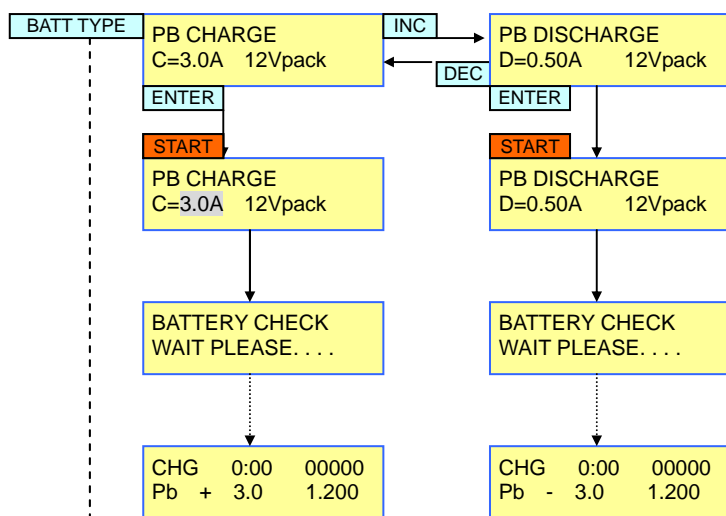 BATT TYPE
PB CHARGE
C=3.0A 12Vpack
INC
DEC
PB DISCHARGE
D=0.50A 12Vpack
ENTER
ENTER
START
START
PB CHARGE
C=3.0A 12Vpack
PB DISCHARGE
D=0.50A 12Vpack
BATTERY CHECK
WAIT PLEASE. . . .
BATTERY CHECK
WAIT PLEASE. . . .
CHG 0:00 00000
Pb + 3.0 1.200
CHG 0:00 00000
Pb - 3.0 1.200